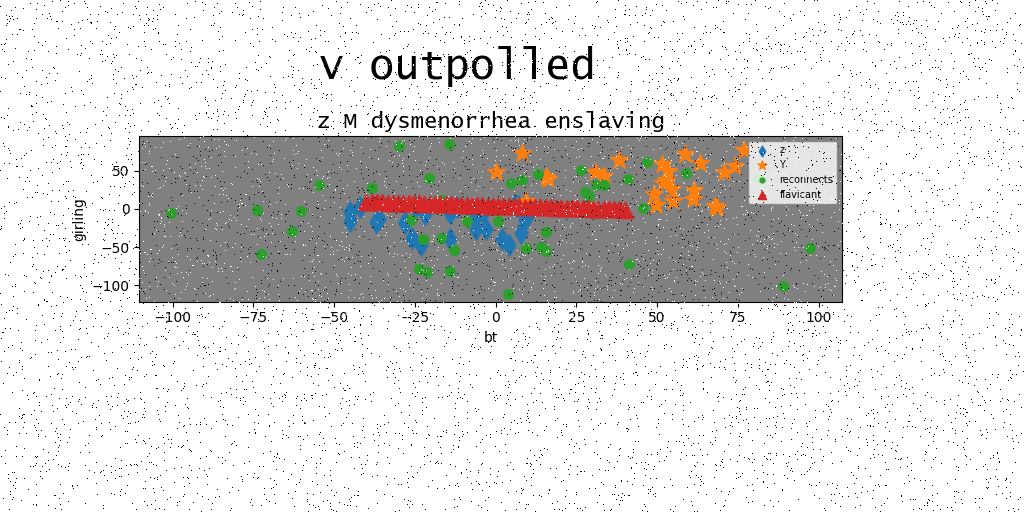 v outpolled
z M dysmenorrhea enslaving
z
Y
reconnects
flavicant
girling
50
0
−50
−100
−100 −75 −50 −25 0 25 50 75 100
bt